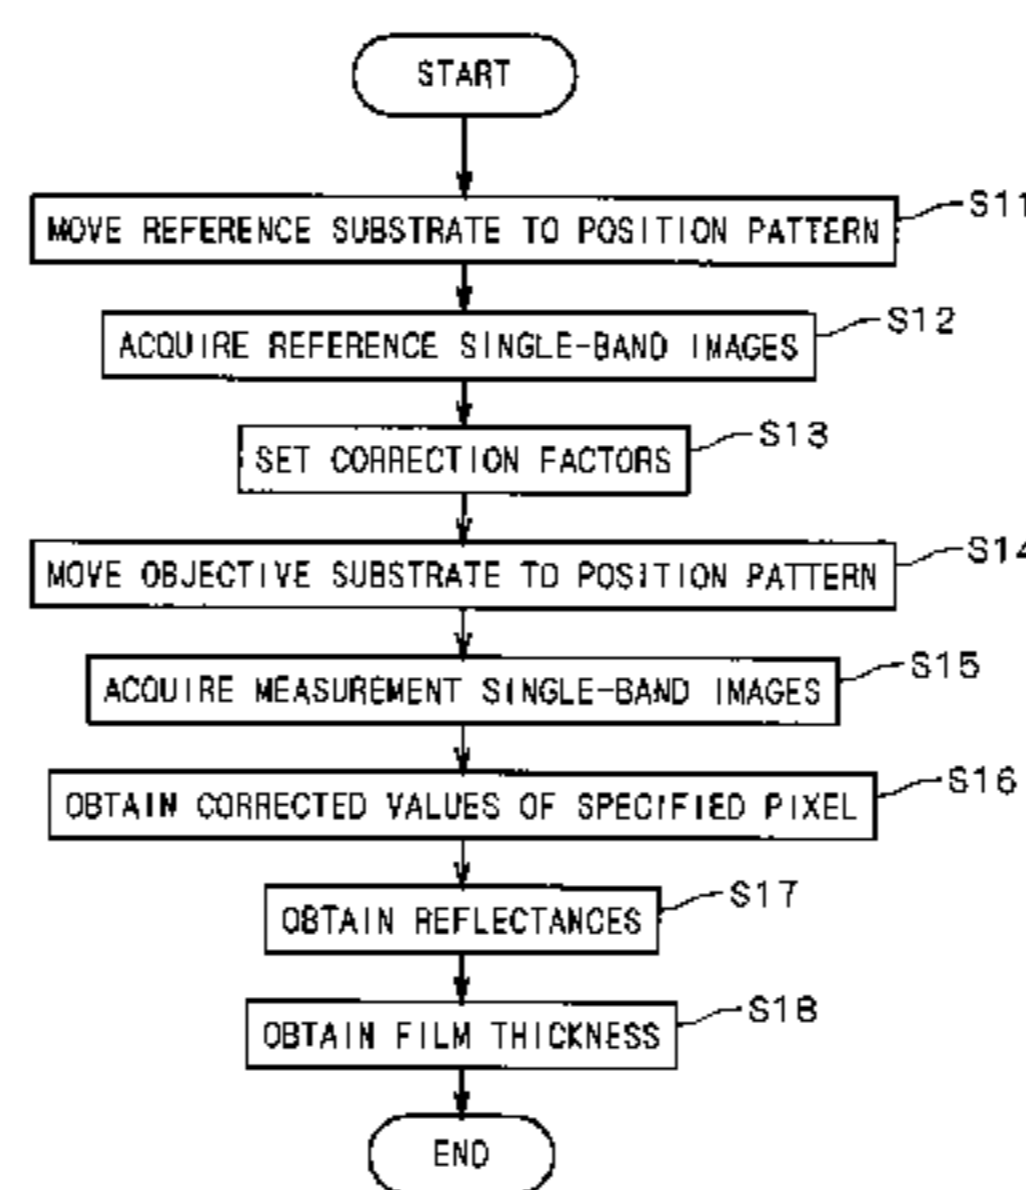 START
MOVE REFERENCE SUBSTRATE TO POSITION PATTERN
S11
ACQUIRE REFERENCE SINGLE-BAND IMAGES
S12
SET CORRECTION FACTORS
S13
MOVE OBJECTIVE SUBSTRATE TO POSITION PATTERN
S14
ACQUIRE MEASUREMENT SINGLE-BAND IMAGES
S15
OBTAIN CORRECTED VALUES OF SPECIFIED PIXEL
S16
OBTAIN REFLECTANCES
S17
OBTAIN FILM THICKNESS
S18
END